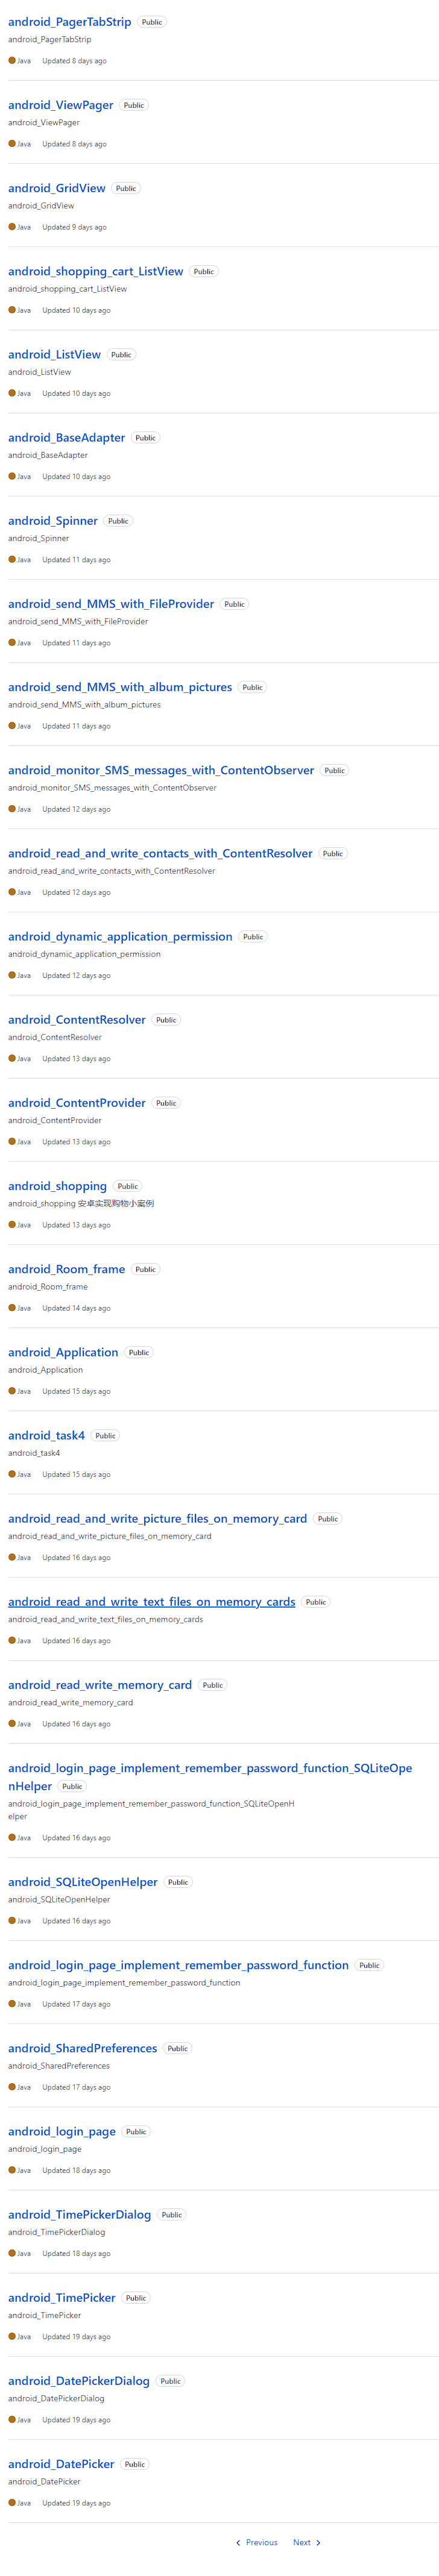 android_PagerTabStrip Public
android_PagerTabStrip
Java Updated 8 days ago
android_ViewPager Public
android_ViewPager
Java Updated 8 days ago
android_GridView Public
android_GridView
Java Updated 9 days ago
android_shopping_cart_ListView Public
android_shopping_cart_ListView
Java Updated 10 days ago
android_ListView Public
android_ListView
Java Updated 10 days ago
android_BaseAdapter Public
android_BaseAdapter
Java Updated 10 days ago
android_Spinner Public
android_Spinner
Java Updated 11 days ago
android_send_MMS_with_FileProvider Public
android_send_MMS_with_FileProvider
Java Updated 11 days ago
android_send_MMS_with_album_pictures Public
android_send_MMS_with_album_pictures
Java Updated 11 days ago
android_monitor_SMS_messages_with_ContentObserver Public
android_monitor_SMS_messages_with_ContentObserver
Java Updated 12 days ago
android_read_and_write_contacts_with_ContentResolver Public
android_read_and_write_contacts_with_ContentResolver
Java Updated 12 days ago
android_dynamic_application_permission Public
android_dynamic_application_permission
Java Updated 12 days ago
android_ContentResolver Public
android_ContentResolver
Java Updated 13 days ago
android_ContentProvider Public
android_ContentProvider
Java Updated 13 days ago
android_shopping Public
android_shopping 安卓实现购物小案例
Java Updated 13 days ago
android_Room_frame Public
android_Room_frame
Java Updated 14 days ago
android_Application Public
android_Application
Java Updated 15 days ago
android_task4 Public
android_task4
Java Updated 15 days ago
android_read_and_write_picture_files_on_memory_card Public
android_read_and_write_picture_files_on_memory_card
Java Updated 16 days ago
android_read_and_write_text_files_on_memory_cards Public
android_read_and_write_text_files_on_memory_cards
Java Updated 16 days ago
android_read_write_memory_card Public
android_read_write_memory_card
Java Updated 16 days ago
android_login_page_implement_remember_password_function_SQLiteOpe
nHelper Public
android_login_page_implement_remember_password_function_SQLiteOpenH
elper
Java Updated 16 days ago
android_SQLiteOpenHelper Public
android_SQLiteOpenHelper
Java Updated 16 days ago
android_login_page_implement_remember_password_function Public
android_login_page_implement_remember_password_function
Java Updated 17 days ago
android_SharedPreferences Public
android_SharedPreferences
Java Updated 17 days ago
android_login_page Public
android_login_page
Java Updated 18 days ago
android_TimePickerDialog Public
android_TimePickerDialog
Java Updated 18 days ago
android_TimePicker Public
android_TimePicker
Java Updated 19 days ago
android_DatePickerDialog Public
android_DatePickerDialog
Java Updated 19 days ago
android_DatePicker Public
android_DatePicker
Java Updated 19 days ago
Previous Next